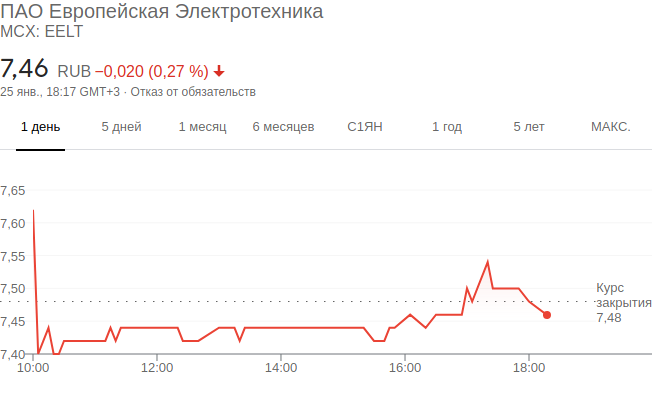 ПАО Европейская Электротехника
MCX: EELT
7,46 RUB −0,020 (0,27 %)
25 янв., 18:17 GMT+3 · Отказ от обязательств
1 день 5 дней 1 месяц 6 месяцев С1ЯН 1 год 5 лет МАКС.
7,65
7,60
7,55
7,50
7,45
7,40
Курс
закрытия
7,48
10:00 12:00 14:00 16:00 18:00